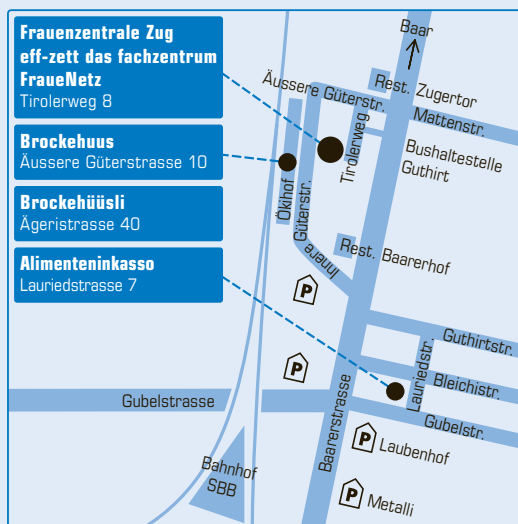 Frauenzentrale Zug
eff-zett das fachzentrum
FraueNetz
Tirolerweg 8
Brockehuus
Äussere Güterstrasse 10
Brockehüüsli
Ägeristrasse 40
Alimenteninkasso
Lauriedstrasse 7
Baar
Rest. Zugertor
Äussere Güterstr.
Mattenstr.
Tirolerweg
Bushaltestelle
Guthirt
Ökihof
Güterstr.
Innere
Rest. Baarerhof
P
Guthirtstr.
P
Lauriedstr.
Bleichistr.
Gubelstrasse
Baarerstrasse
Gubelstr.
P Laubenhof
Bahnhof
SBB
P Metalli